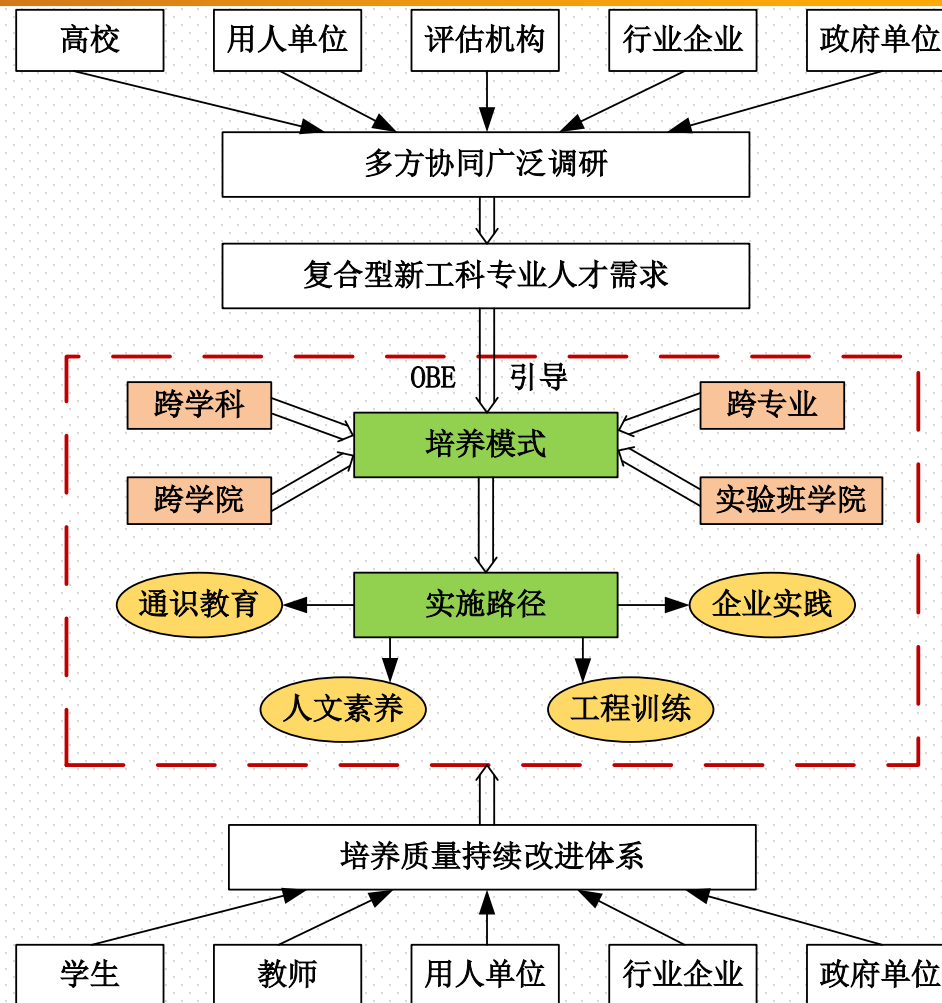 高校
用人单位
评估机构
行业企业
政府单位
多方协同广泛调研
复合型新工科专业人才需求
OBE 引导
跨学科
跨专业
培养模式
跨学院
实验班学院
通识教育
实施路径
企业实践
人文素养
工程训练
培养质量持续改进体系
学生
教师
用人单位
行业企业
政府单位